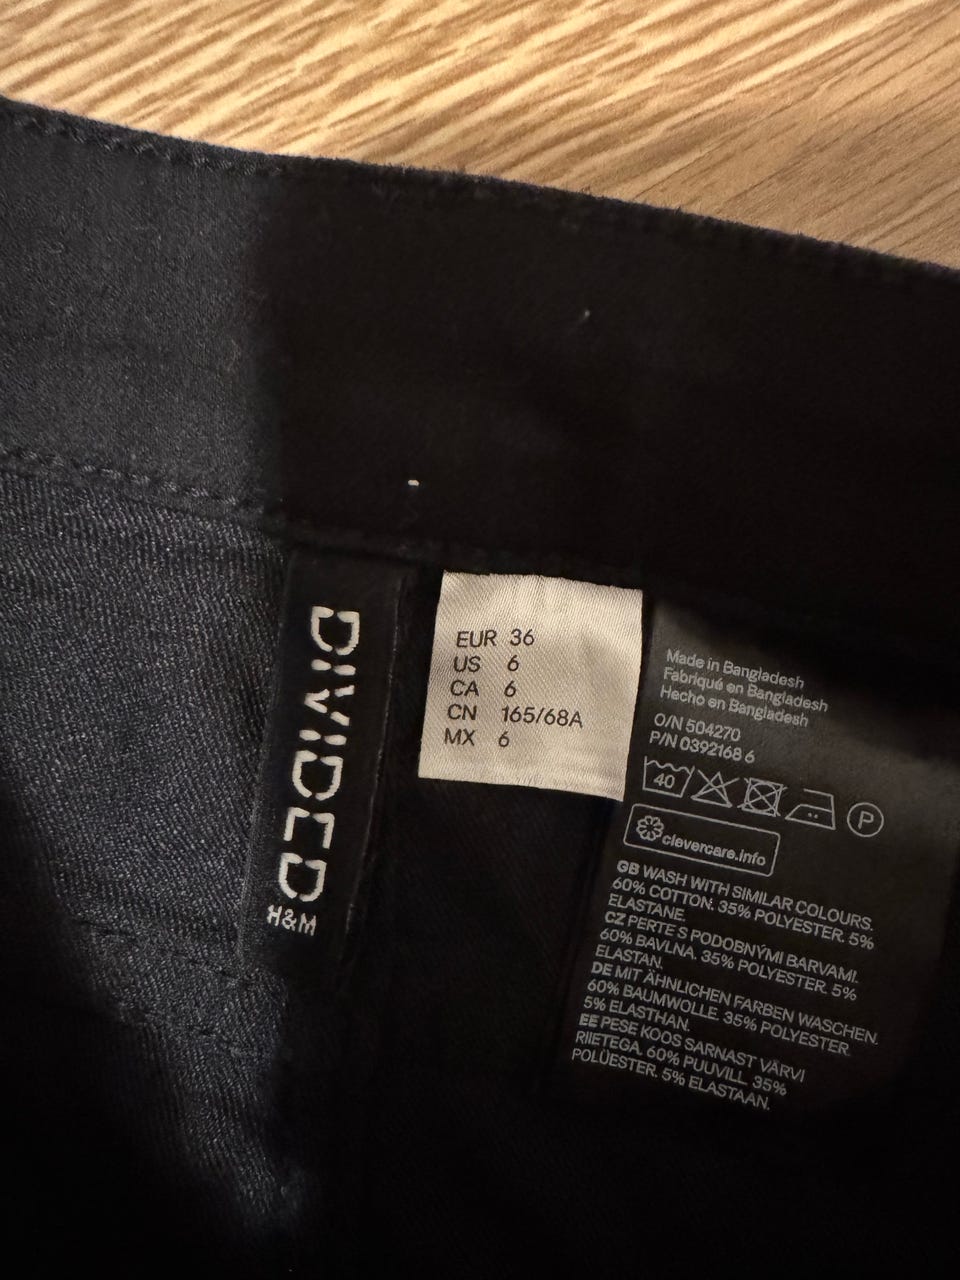 DIVIDED
H&M
EUR 36
US 6
CA 6
CN 165/68A
MX 6
Made in Bangladesh
Fabriqué en Bangladesh
Hecho en Bangladesh
O/N 504270
P/N 0392168 6
40
P
clevercare.info
GB WASH WITH SIMILAR COLOURS.
60% COTTON. 35% POLYESTER. 5%
ELASTANE.
CZ PERTE S PODOBNÝMI BARVAMI.
60% BAVLNA. 35% POLYESTER. 5%
ELASTAN.
DE MIT ÄHNLICHEN FARBEN WASCHEN.
60% BAUMWOLLE. 35% POLYESTER.
5% ELASTHAN.
EE PESE KOOS SARNAST VÄRVI
RIIETEGA. 60% PUUVILL. 35%
POLÜESTER. 5% ELASTAAN.